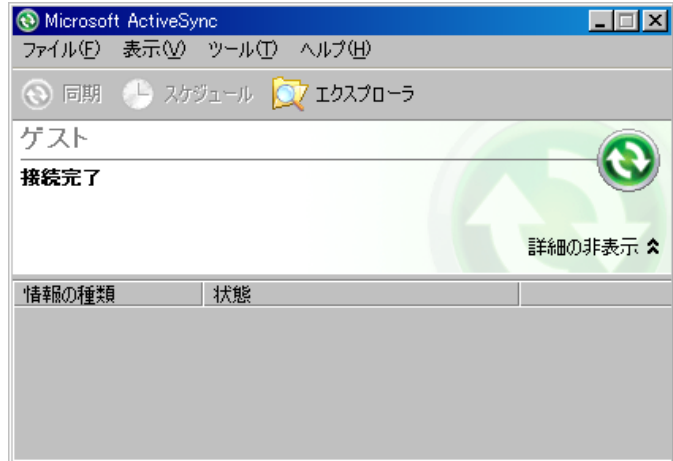 Microsoft ActiveSync
ファイル(F) 表示(V) ツール(T) ヘルプ(H)
同期 スケジュール エクスプローラ
ゲスト
接続完了
詳細の非表示
情報の種類 状態